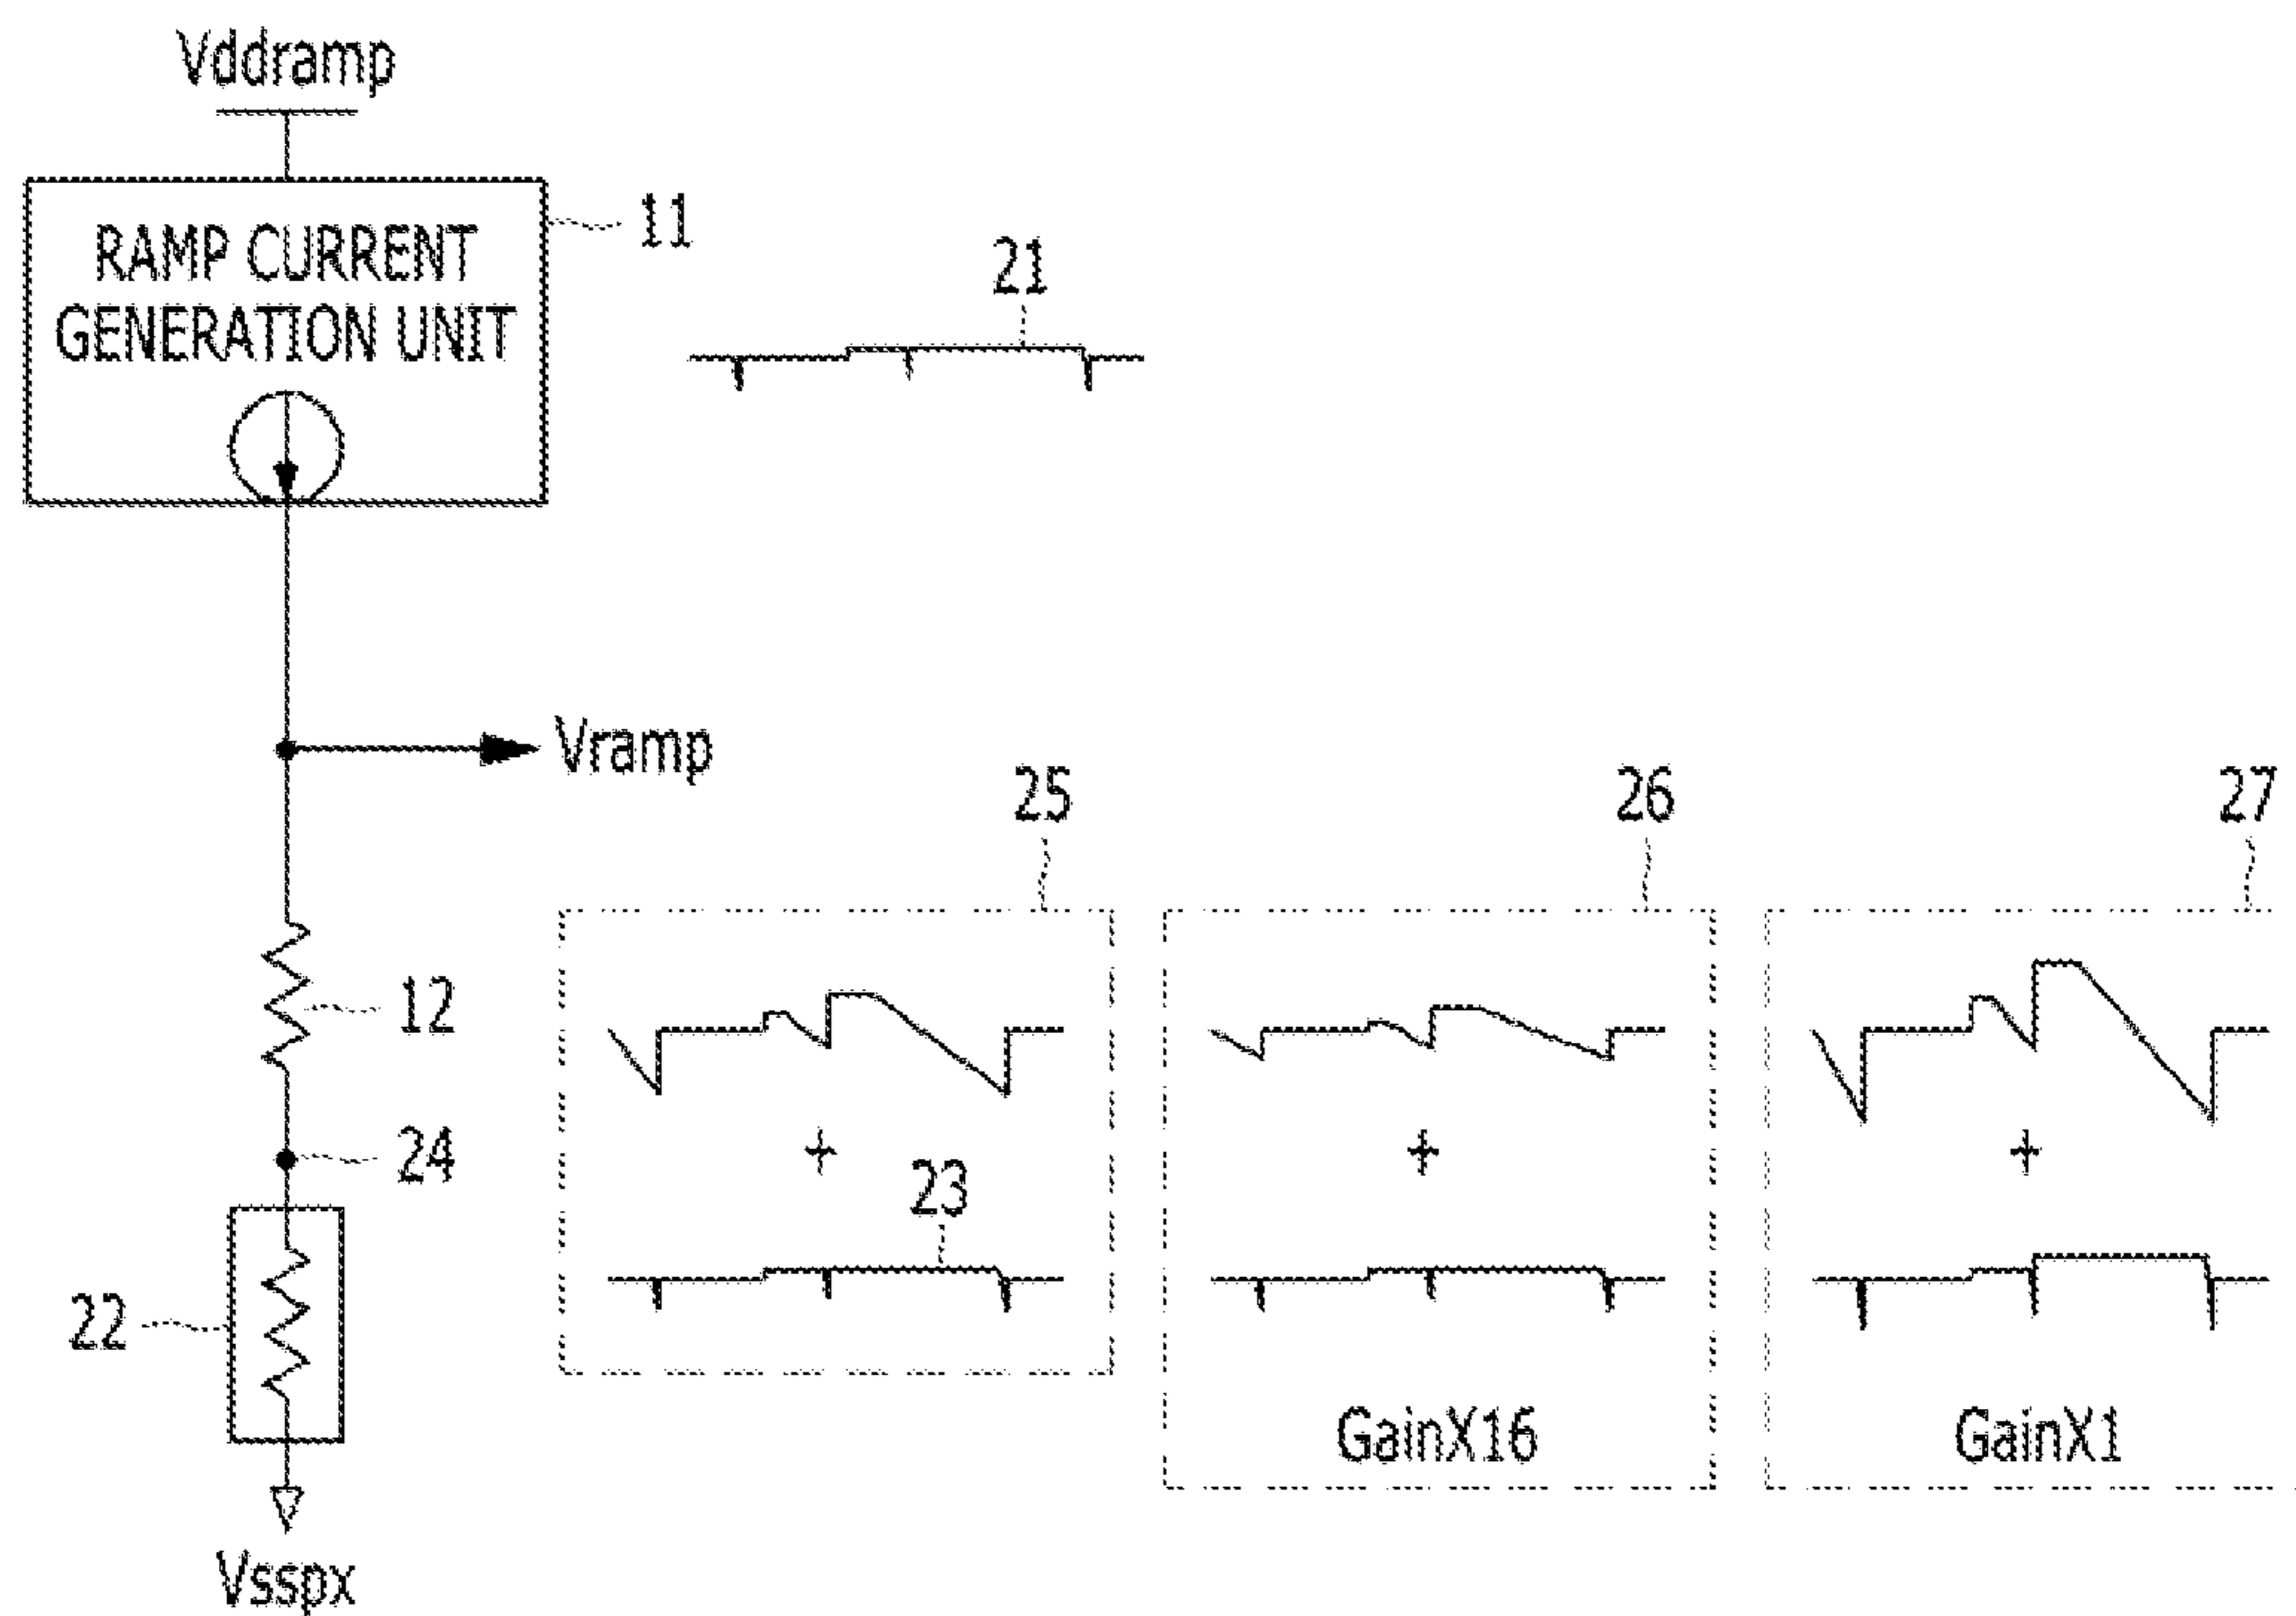 Vddramp
RAMP CURRENT
GENERATION UNIT
11
21
Vramp
25
26
27
12
+
+
+
24
23
22
GainX16
GainX1
Vsspx